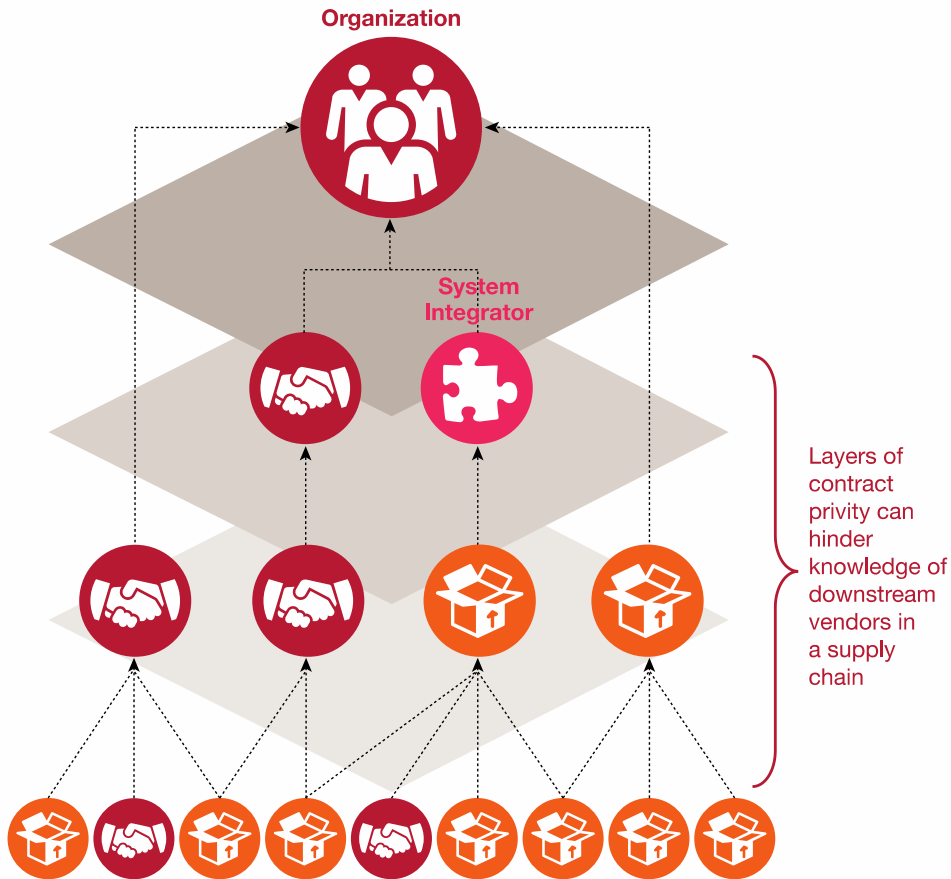 Organization
System
Integrator
Layers of
contract
privity can
hinder
knowledge of
downstream
vendors in
a supply
chain